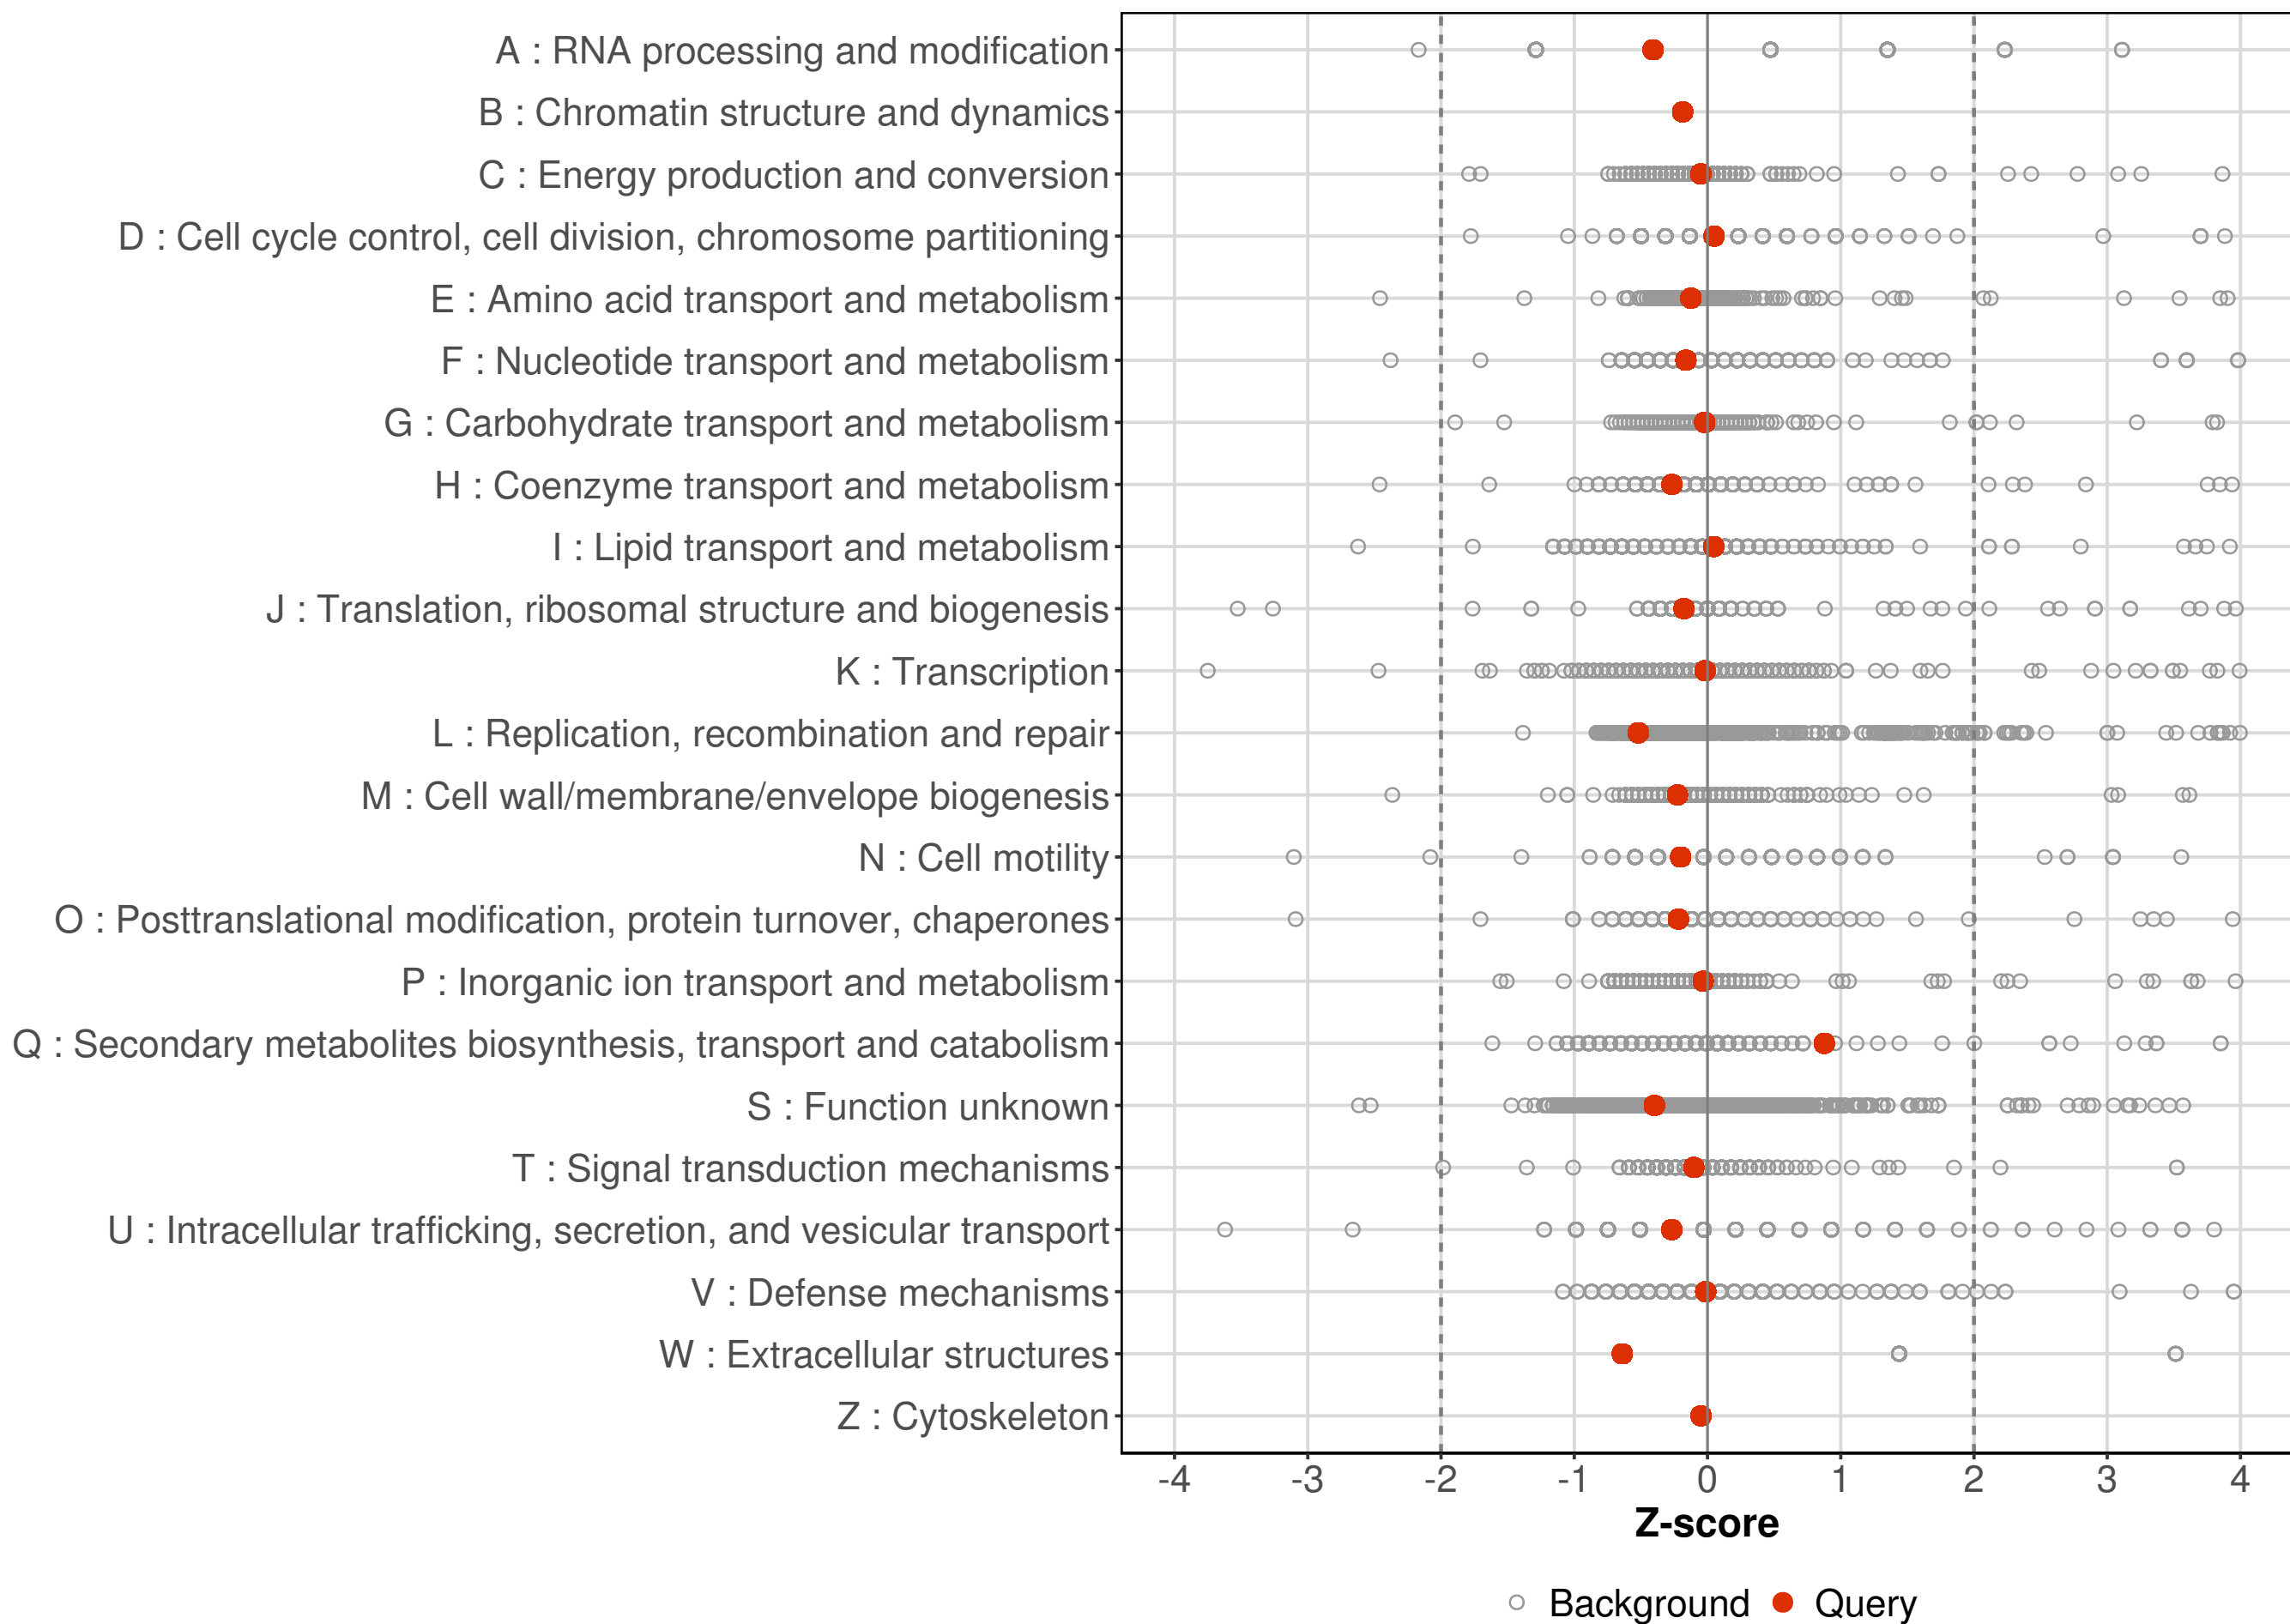 A : RNA processing and modification
B : Chromatin structure and dynamics
C : Energy production and conversion
D : Cell cycle control, cell division, chromosome partitioning
E : Amino acid transport and metabolism
F : Nucleotide transport and metabolism
G : Carbohydrate transport and metabolism
H : Coenzyme transport and metabolism
I : Lipid transport and metabolism
J : Translation, ribosomal structure and biogenesis
K : Transcription
L : Replication, recombination and repair
M : Cell wall/membrane/envelope biogenesis
N : Cell motility
O : Posttranslational modification, protein turnover, chaperones
P : Inorganic ion transport and metabolism
Q : Secondary metabolites biosynthesis, transport and catabolism
S : Function unknown
T : Signal transduction mechanisms
U : Intracellular trafficking, secretion, and vesicular transport
V : Defense mechanisms
W : Extracellular structures
Z : Cytoskeleton
-4 -3 -2 -1 0 1 2 3 4
Z-score
Background Query